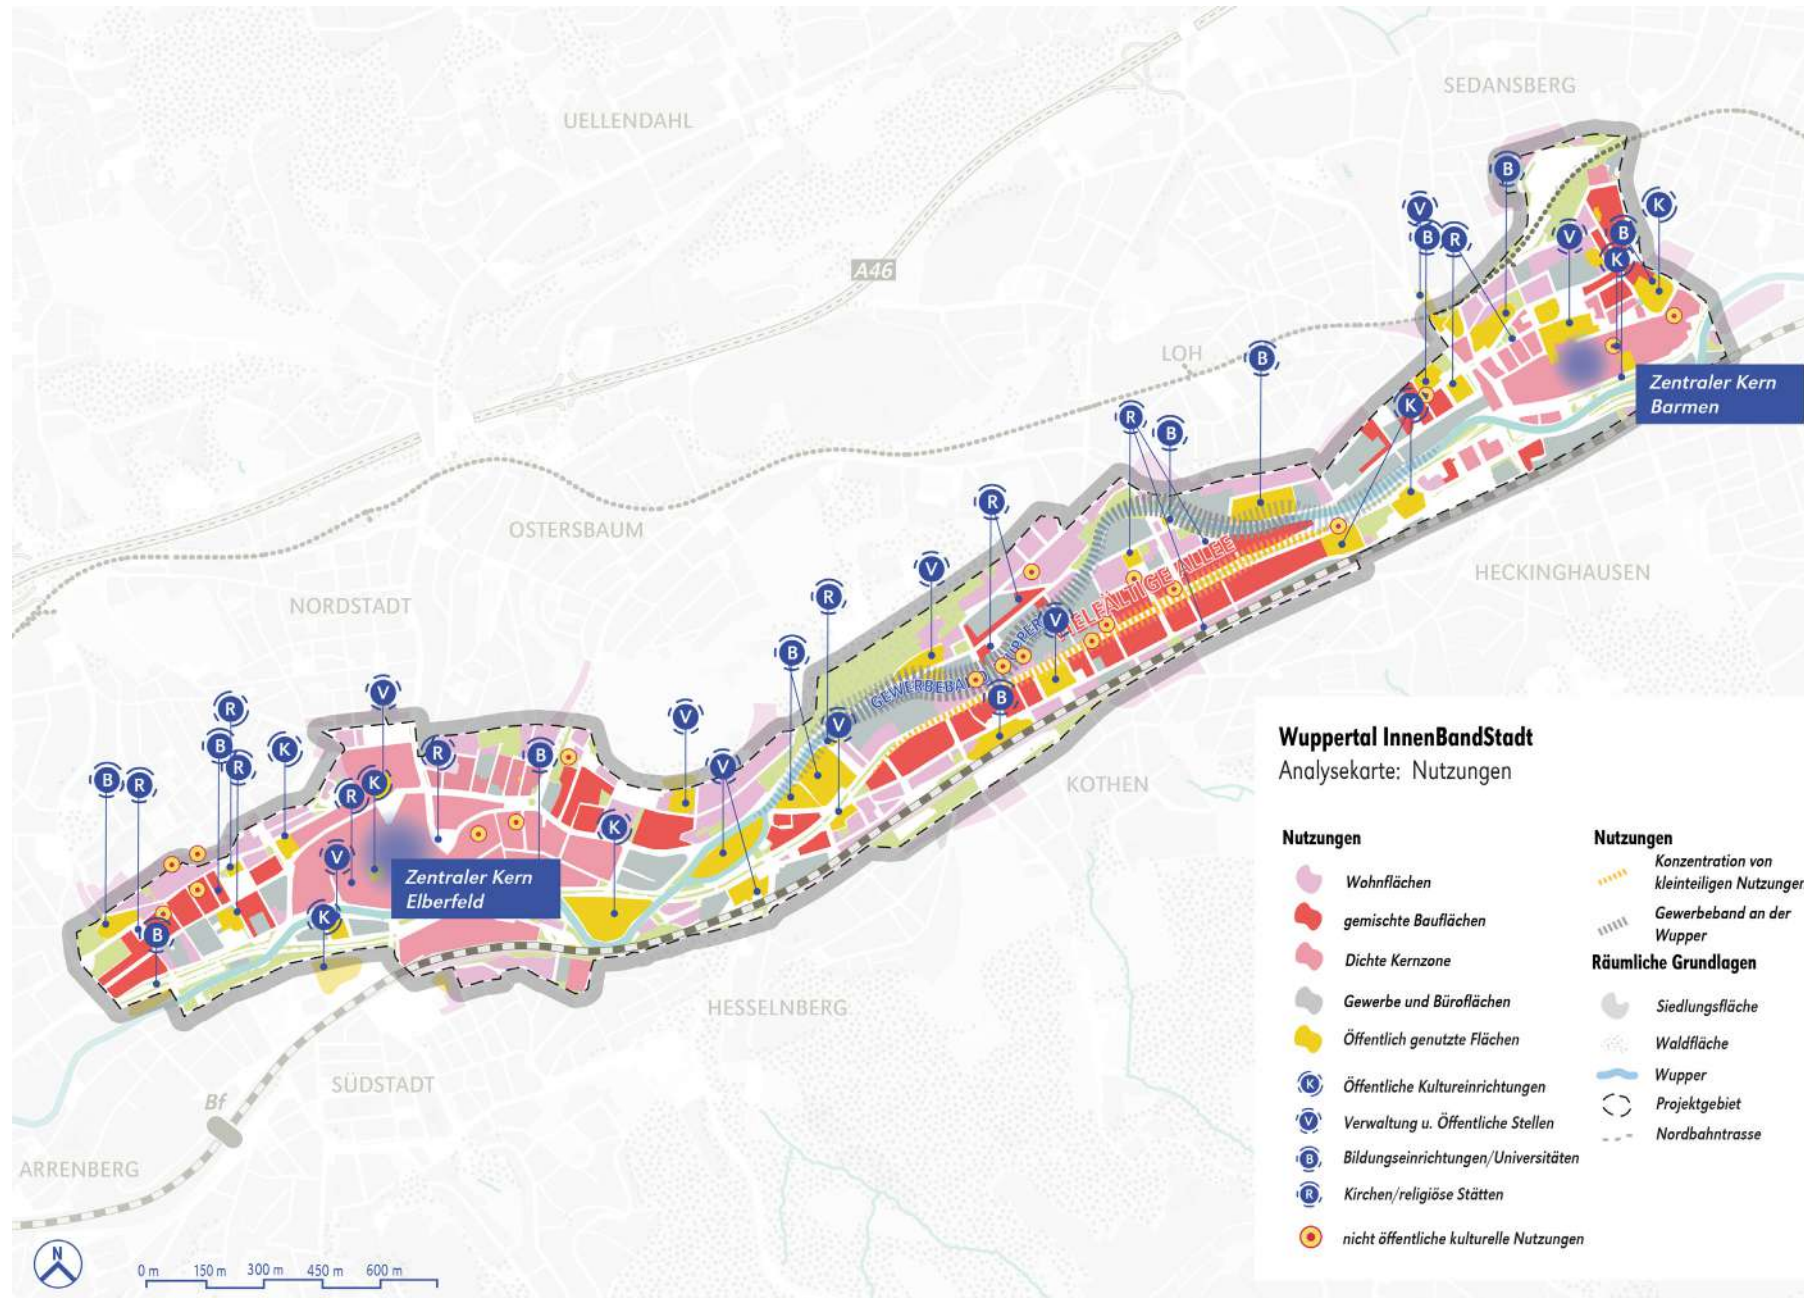 SEDANSBERG
UELLENDAHL
B
K
V
B
R
V
B
K
A46
LOH
B
Zentraler Kern
Barmen
R
B
K
R
OSTERSBAUM
V
HECKINGHAUSEN
VIELFÄLTIGE ALLEE
NORDSTADT
R
V
GEWERBEBAND WUPPER
B
B
V
R
V
V
B
R
K
R
B
V
R
K
B
R
R
K
KOTHEN
V
Zentraler Kern
Elberfeld
K
B
HESSELNBERG
SÜDSTADT
Bf
ARRENBERG
N
0 m
150 m
300 m
450 m
600 m
Wuppertal InnenBandStadt
Analysekarte: Nutzungen
Nutzungen
Wohnflächen
gemischte Bauflächen
Dichte Kernzone
Gewerbe und Büroflächen
Öffentlich genutzte Flächen
K Öffentliche Kultureinrichtungen
V Verwaltung u. Öffentliche Stellen
B Bildungseinrichtungen/Universitäten
R Kirchen/religiöse Stätten
nicht öffentliche kulturelle Nutzungen
Nutzungen
Konzentration von
kleinteiligen Nutzungen
Gewerbeband an der
Wupper
Räumliche Grundlagen
Siedlungsfläche
Waldfläche
Wupper
Projektgebiet
Nordbahntrasse